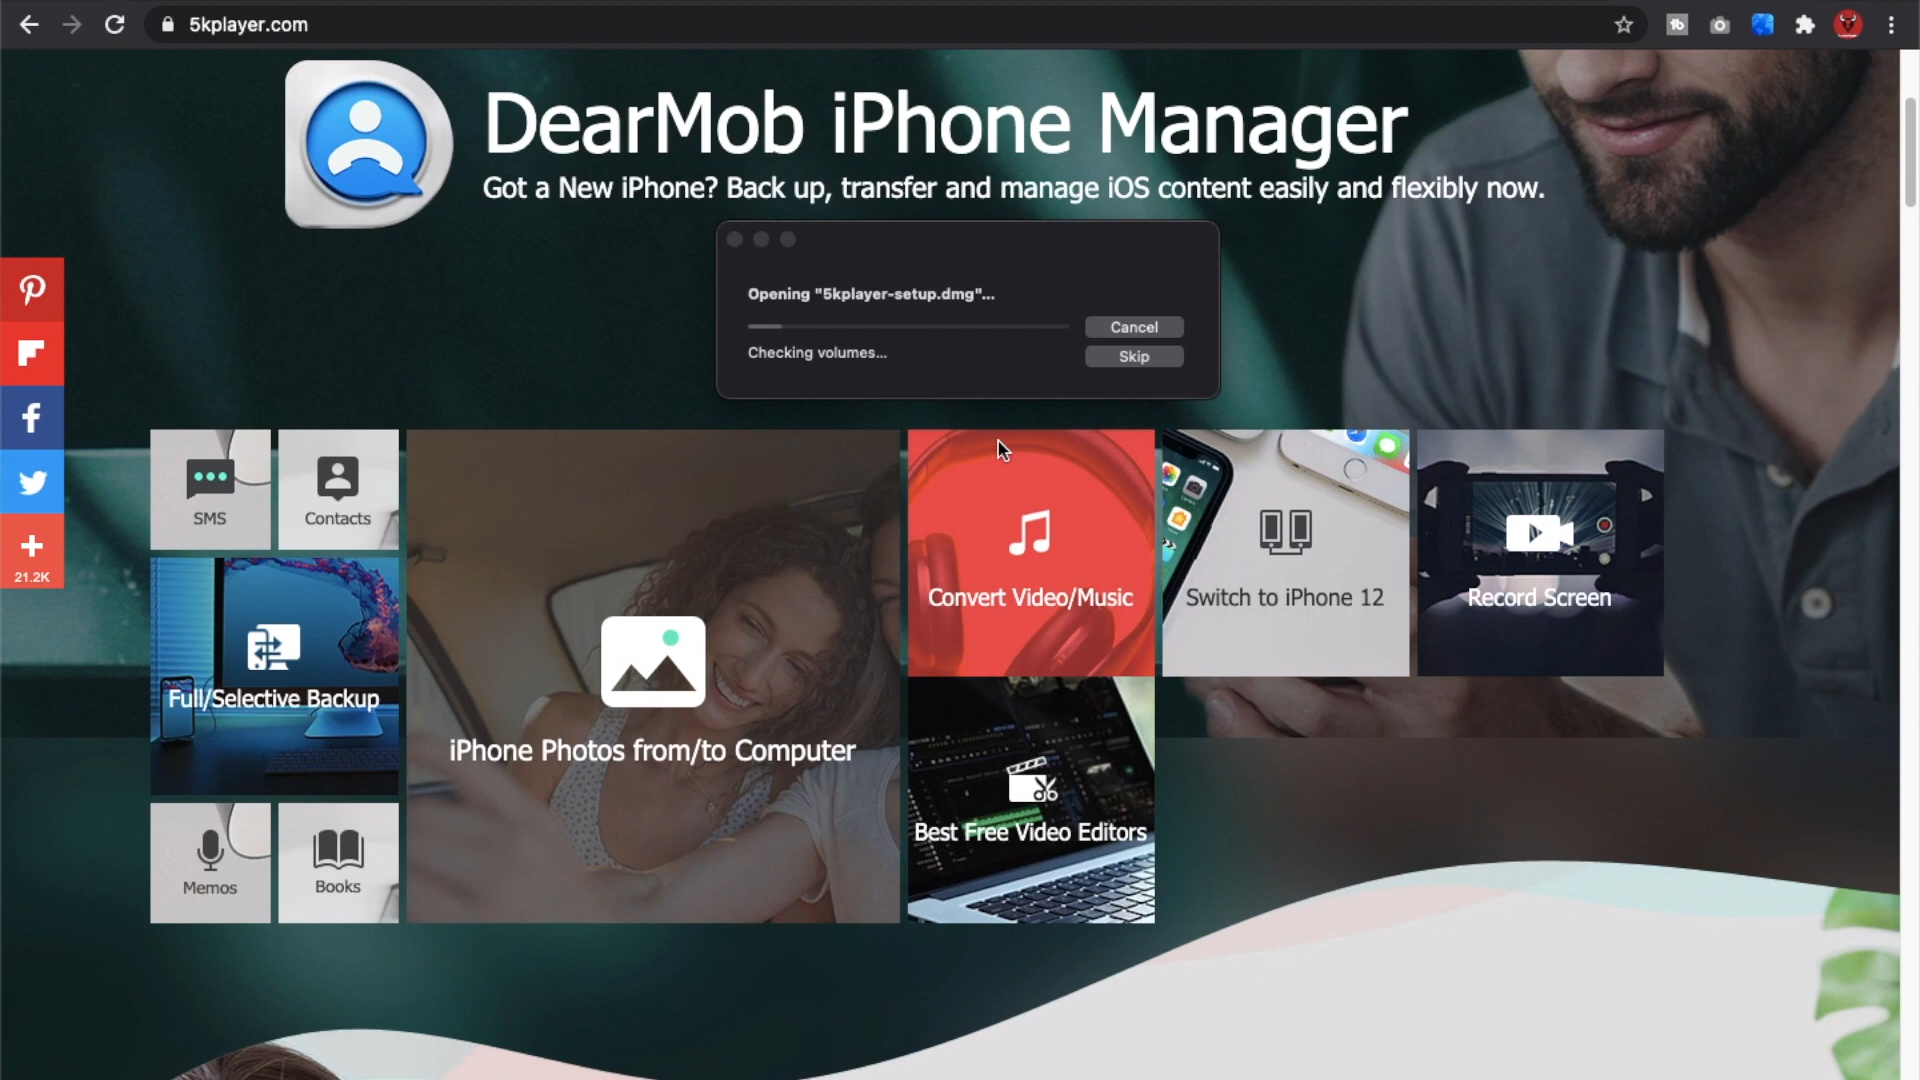 5kplayer.com
DearMob iPhone Manager
Got a New iPhone? Back up, transfer and manage iOS content easily and flexibly now.
Opening "5kplayer-setup.dmg"...
Cancel
Checking volumes...
Skip
21.2K
SMS
Contacts
Full/Selective Backup
Memos
Books
iPhone Photos from/to Computer
Convert Video/Music
Switch to iPhone 12
Record Screen
Best Free Video Editors